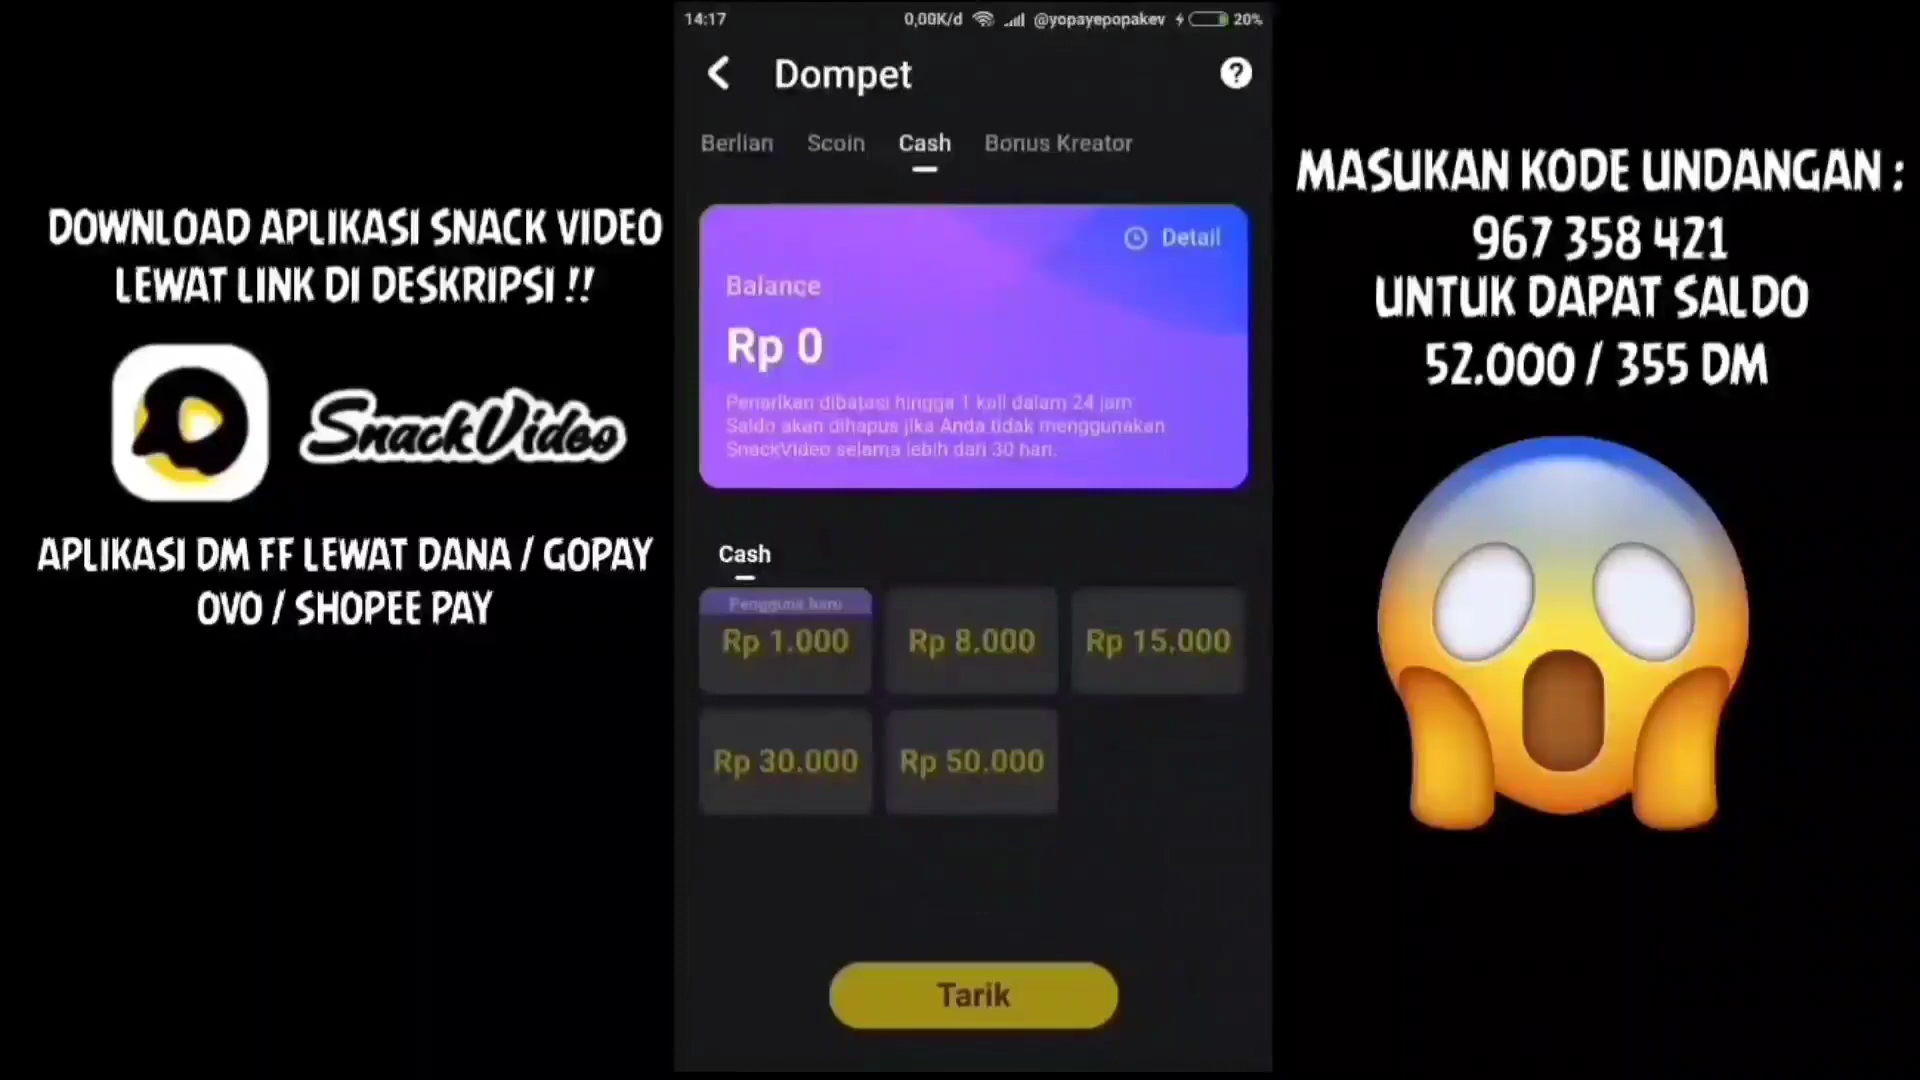 14:17
0,00K/d
@yopayepopakev
20%
Dompet
?
Berlian
Scoin
Cash
Bonus Kreator
Detail
Balance
Rp 0
Penarikan dibatasi hingga 1 kali dalam 24 jam
Saldo akan dihapus jika Anda tidak menggunakan
SnackVideo selama lebih dari 30 hari.
Cash
Pengguna baru
Rp 1.000
Rp 8.000
Rp 15.000
Rp 30.000
Rp 50.000
Tarik
DOWNLOAD APLIKASI SNACK VIDEO
LEWAT LINK DI DESKRIPSI !!
SnackVideo
APLIKASI DM FF LEWAT DANA / GOPAY
OVO / SHOPEE PAY
MASUKAN KODE UNDANGAN :
967 358 421
UNTUK DAPAT SALDO
52.000 / 355 DM